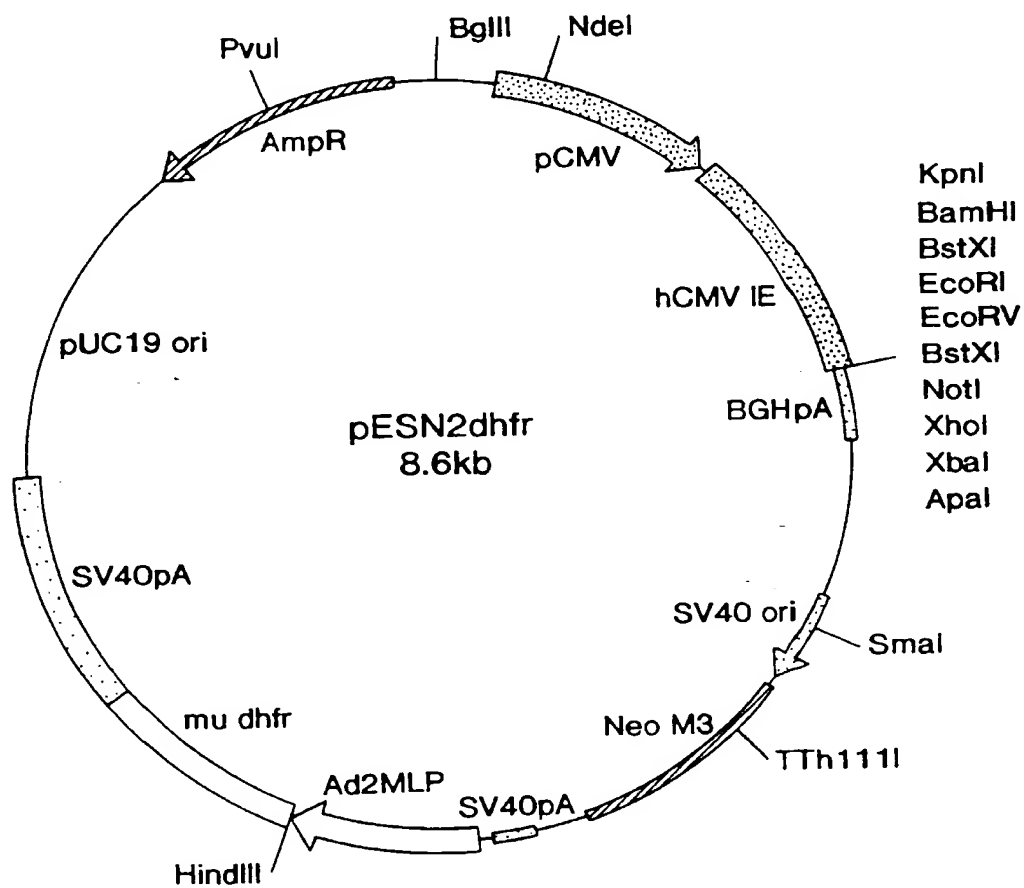 PvuI
BglII
NdeI
AmpR
pCMV
KpnI
BamHI
BstXI
EcoRI
EcoRV
BstXI
NotI
XhoI
XbaI
ApaI
hCMV IE
pUC19 ori
BGHpA
pESN2dhfr
8.6kb
SV40pA
SV40 ori
SmaI
mu dhfr
Neo M3
TTh111I
Ad2MLP
SV40pA
HindIII